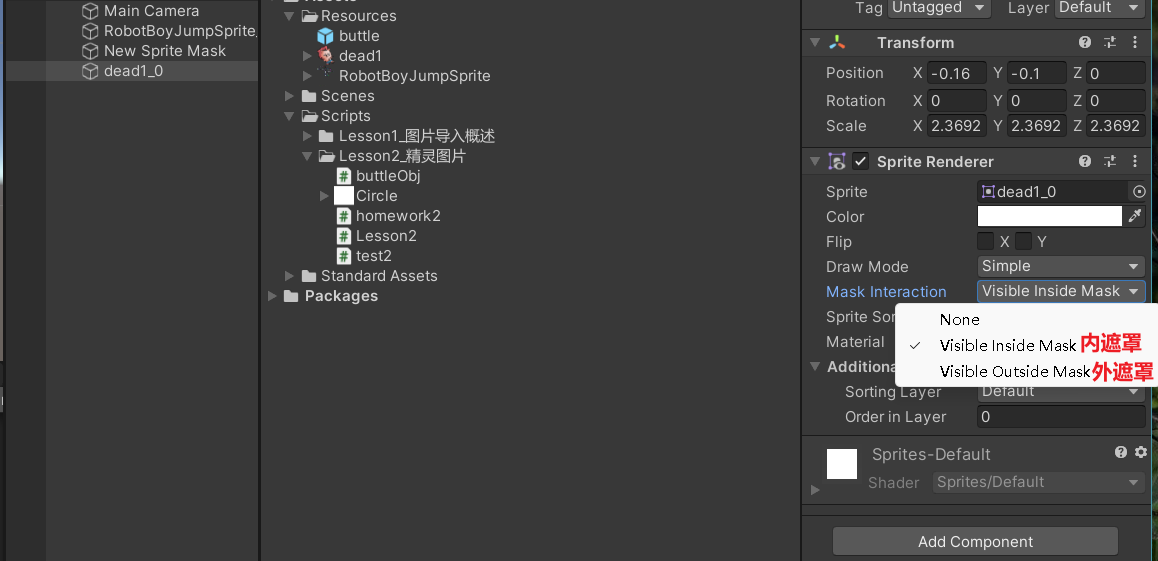 Main Camera
RobotBoyJumpSprite_
New Sprite Mask
dead1_0
Assets
Resources
buttle
dead1
RobotBoyJumpSprite
Scenes
Scripts
Lesson1_图片导入概述
Lesson2_精灵图片
buttleObj
Circle
homework2
Lesson2
test2
Standard Assets
Packages
Tag Untagged Layer Default
Transform
Position X -0.16 Y -0.1 Z 0
Rotation X 0 Y 0 Z 0
Scale X 2.3692 Y 2.3692 Z 2.3692
Sprite Renderer
Sprite dead1_0
Color
Flip X Y
Draw Mode Simple
Mask Interaction Visible Inside Mask
Sprite Sor
None
Material
Visible Inside Mask 内遮罩
Additiona
Visible Outside Mask 外遮罩
Sorting Layer Default
Order in Layer 0
Sprites-Default
Shader Sprites/Default
Add Component